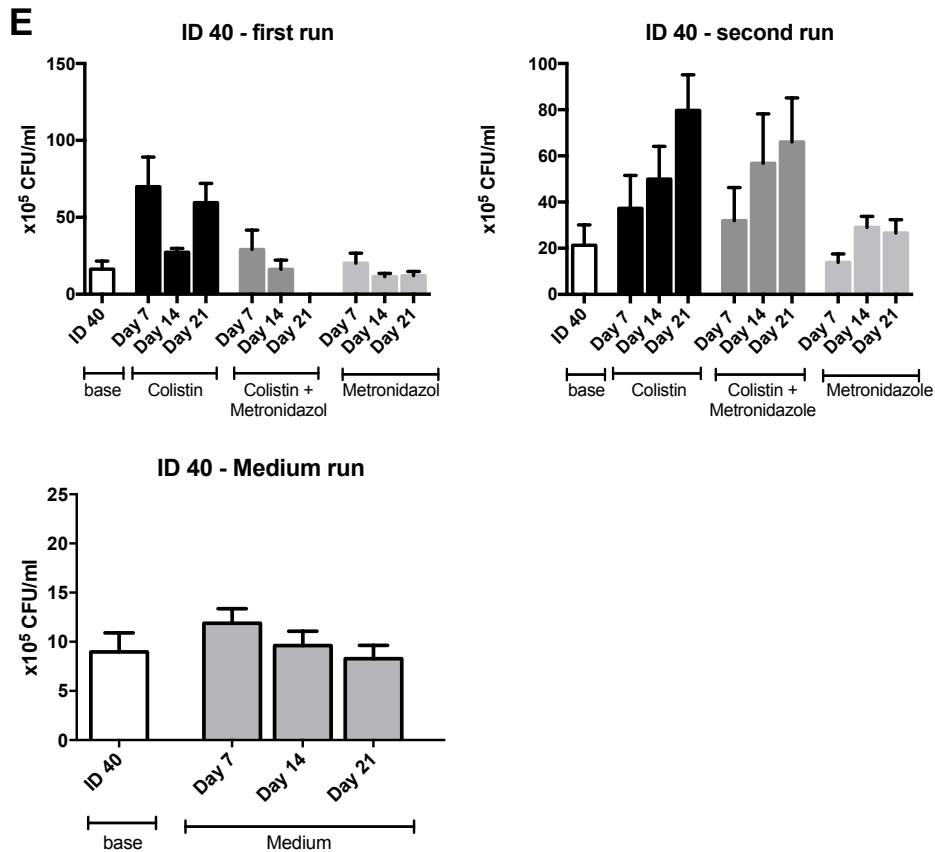 E
ID 40 - first run
150
100
50
0
x10⁵ CFU/ml
ID 40
Day 7
Day 14
Day 21
Day 7
Day 14
Day 21
Day 7
Day 14
Day 21
base
Colistin
Colistin +
Metronidazol
Metronidazol
ID 40 - second run
100
80
60
40
20
0
x10⁵ CFU/ml
ID 40
Day 7
Day 14
Day 21
Day 7
Day 14
Day 21
Day 7
Day 14
Day 21
base
Colistin
Colistin +
Metronidazole
Metronidazole
ID 40 - Medium run
25
20
15
10
5
0
x10⁵ CFU/ml
ID 40
Day 7
Day 14
Day 21
base
Medium